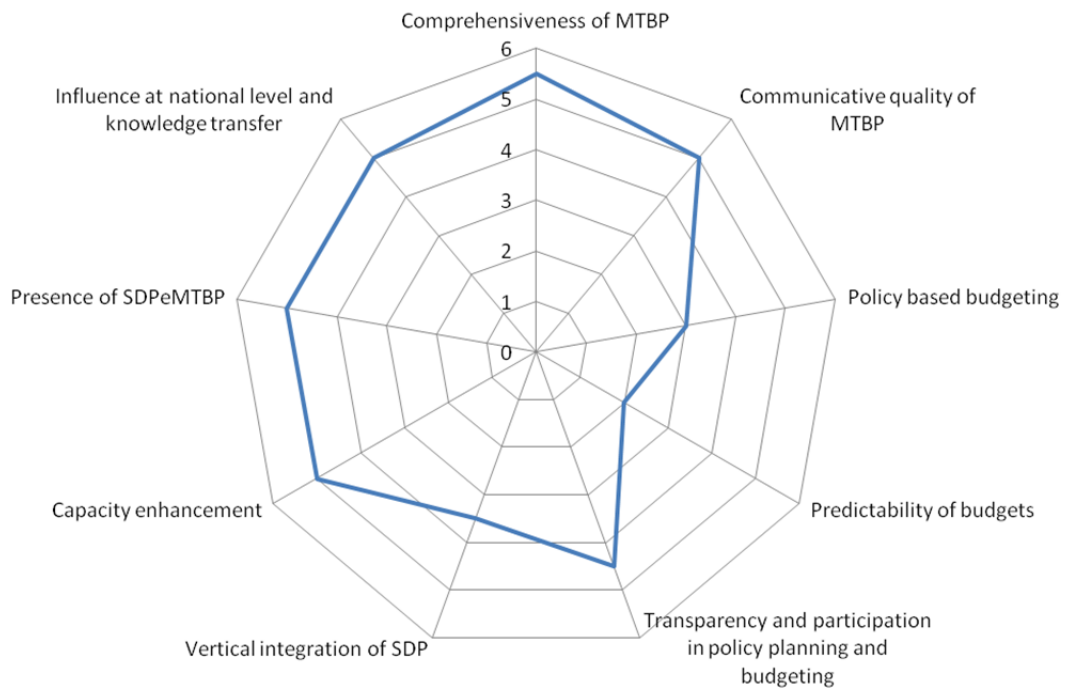 Comprehensiveness of MTBP
6
5
4
3
2
1
0
Communicative quality of
MTBP
Policy based budgeting
Predictability of budgets
Transparency and participation
in policy planning and
budgeting
Vertical integration of SDP
Capacity enhancement
Presence of SDPeMTBP
Influence at national level and
knowledge transfer